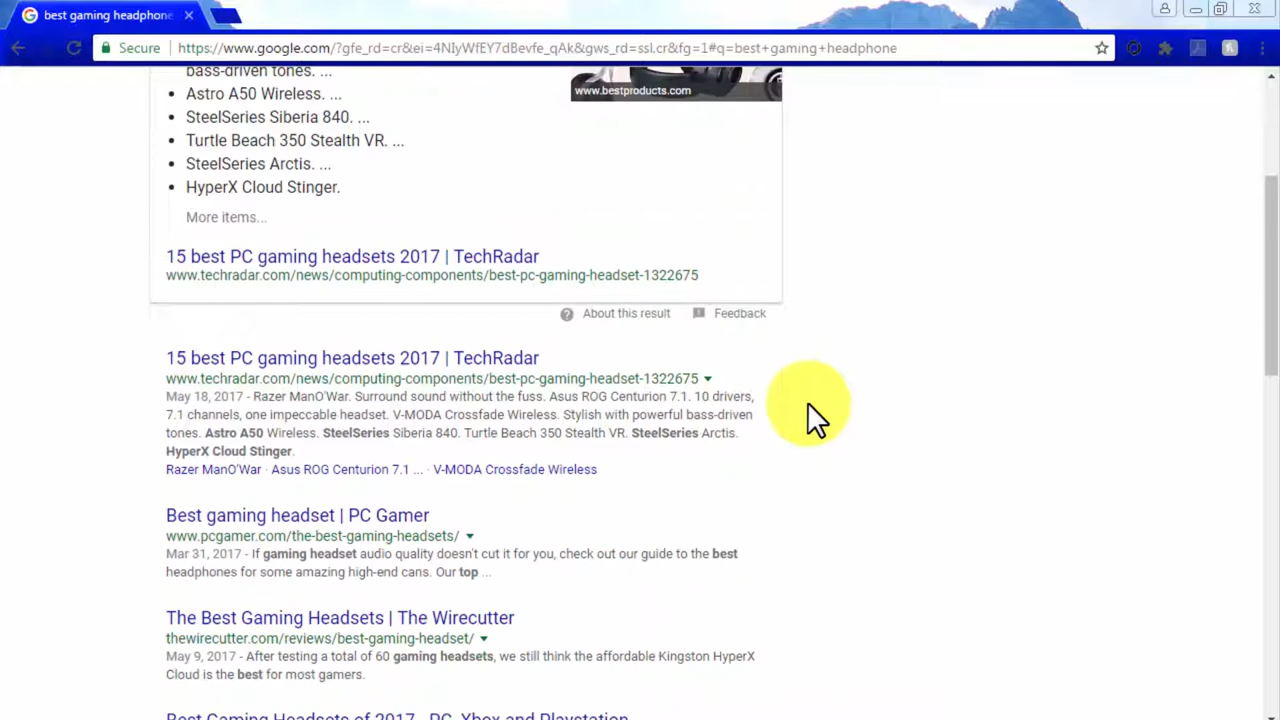 best gaming headphone
Secure https://www.google.com/?gfe_rd=cr&ei=4NIyWfEY7dBevfe_qAk&gws_rd=ssl.cr&fg=1#q=best+gaming+headphone
bass-driven tones. ...
www.bestproducts.com
• Astro A50 Wireless. ...
• SteelSeries Siberia 840. ...
• Turtle Beach 350 Stealth VR. ...
• SteelSeries Arctis. ...
• HyperX Cloud Stinger.
More items...
15 best PC gaming headsets 2017 | TechRadar
www.techradar.com/news/computing-components/best-pc-gaming-headset-1322675
About this result Feedback
15 best PC gaming headsets 2017 | TechRadar
www.techradar.com/news/computing-components/best-pc-gaming-headset-1322675
May 18, 2017 - Razer ManO'War. Surround sound without the fuss. Asus ROG Centurion 7.1. 10 drivers,
7.1 channels, one impeccable headset. V-MODA Crossfade Wireless. Stylish with powerful bass-driven
tones. Astro A50 Wireless. SteelSeries Siberia 840. Turtle Beach 350 Stealth VR. SteelSeries Arctis.
HyperX Cloud Stinger.
Razer ManO'War · Asus ROG Centurion 7.1 ... · V-MODA Crossfade Wireless
Best gaming headset | PC Gamer
www.pcgamer.com/the-best-gaming-headsets/
Mar 31, 2017 - If gaming headset audio quality doesn't cut it for you, check out our guide to the best
headphones for some amazing high-end cans. Our top ...
The Best Gaming Headsets | The Wirecutter
thewirecutter.com/reviews/best-gaming-headset/
May 9, 2017 - After testing a total of 60 gaming headsets, we still think the affordable Kingston HyperX
Cloud is the best for most gamers.
Best Gaming Headsets of 2017 - PC, Xbox and Playstation